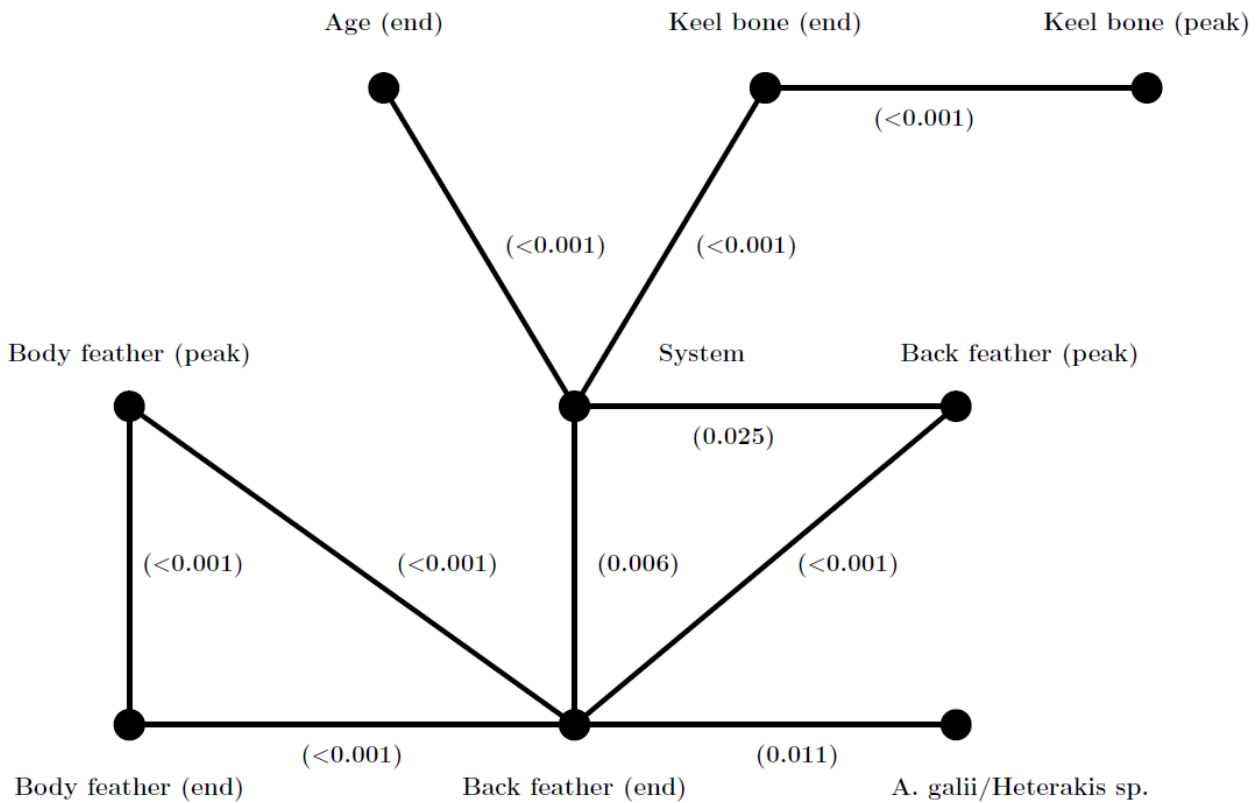 Age (end)
Keel bone (end)
Keel bone (peak)
(<0.001)
(<0.001)
(<0.001)
Body feather (peak)
System
Back feather (peak)
(0.025)
(<0.001)
(<0.001)
(0.006)
(<0.001)
(<0.001)
(0.011)
Body feather (end)
Back feather (end)
A. galii/Heterakis sp.